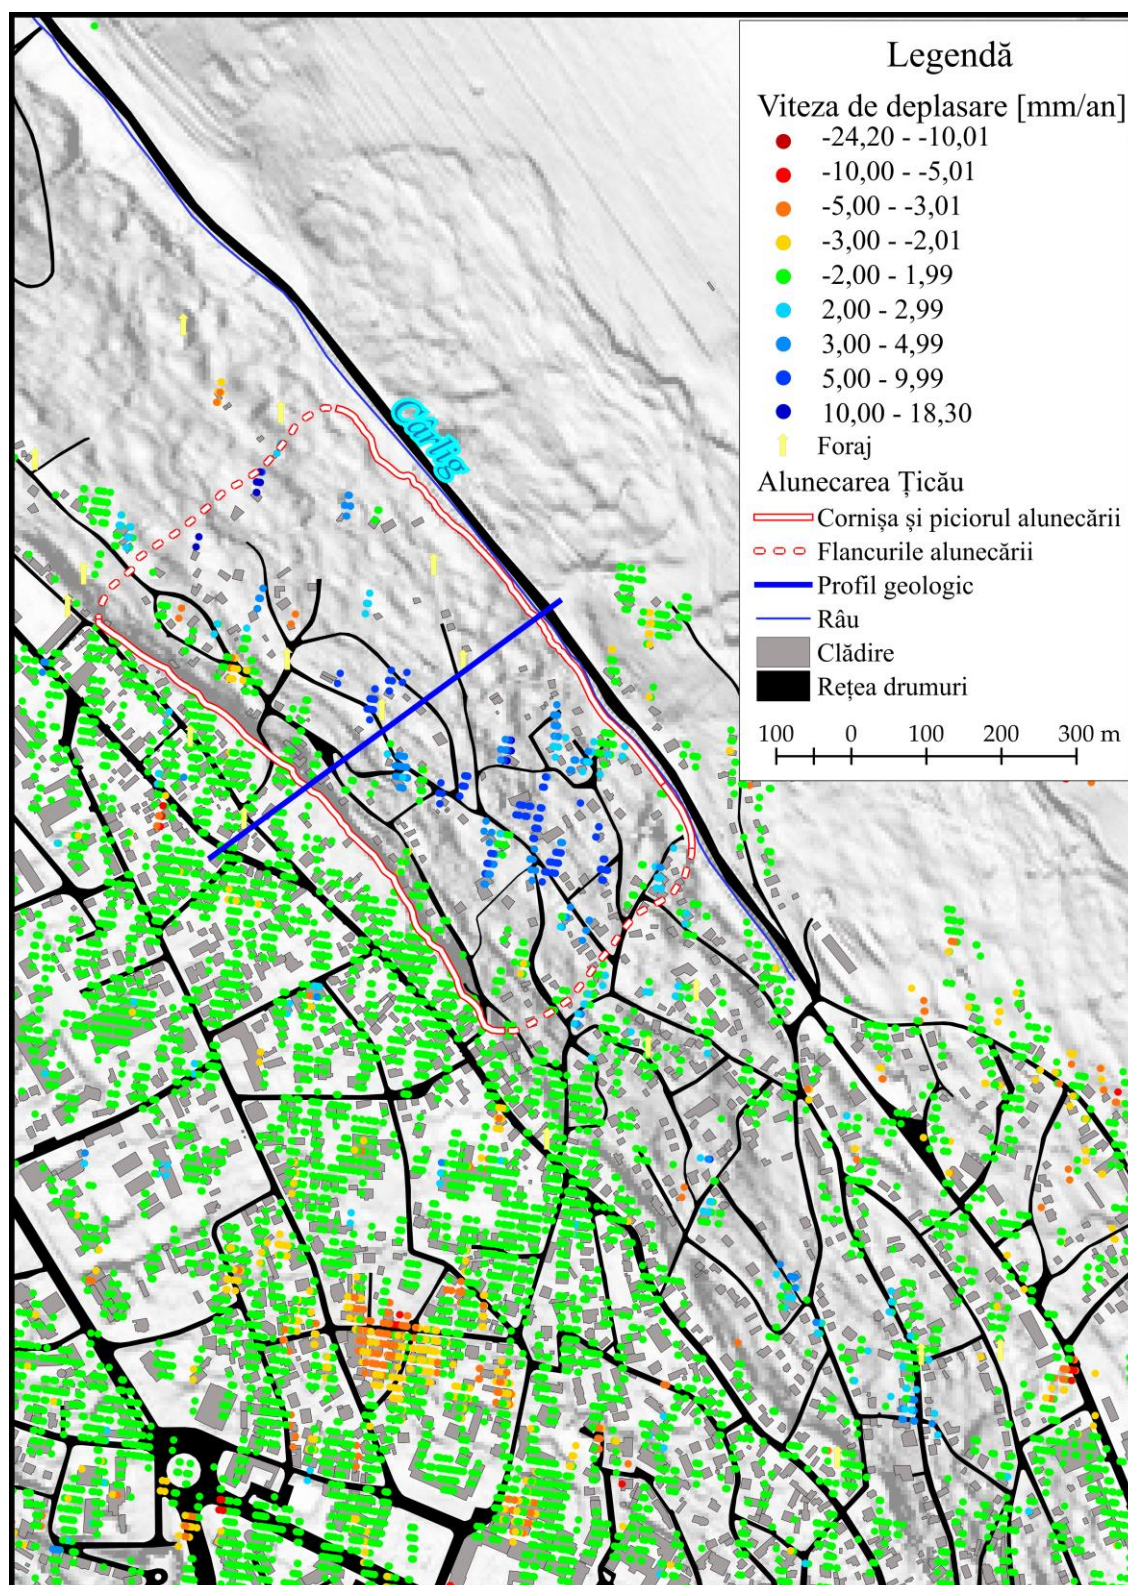 Legendă
Viteza de deplasare [mm/an]
-24,20 - -10,01
-10,00 - -5,01
-5,00 - -3,01
-3,00 - -2,01
-2,00 - 1,99
2,00 - 2,99
3,00 - 4,99
5,00 - 9,99
10,00 - 18,30
Foraj
Alunecarea Țicău
Cornișa și piciorul alunecării
Flancurile alunecării
Profil geologic
Râu
Clădire
Rețea drumuri
100 0 100 200 300 m
Cârlig